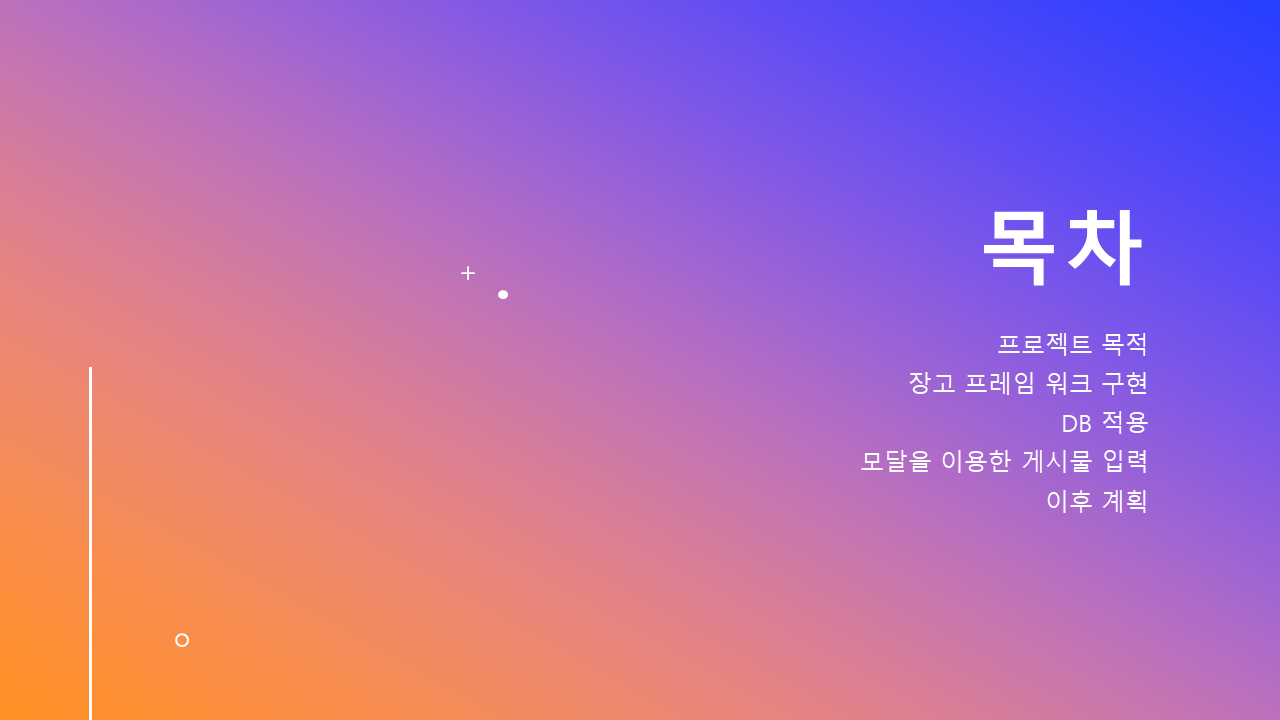 목차
프로젝트 목적
장고 프레임 워크 구현
DB 적용
모달을 이용한 게시물 입력
이후 계획